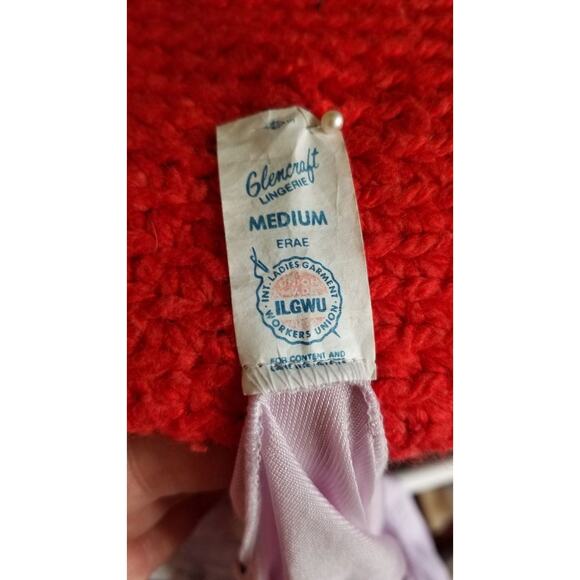 Glencraft
LINGERIE
MEDIUM
ERAE
INT. LADIES GARMENT
WORKERS UNION
ILGWU
FOR CONTENT AND